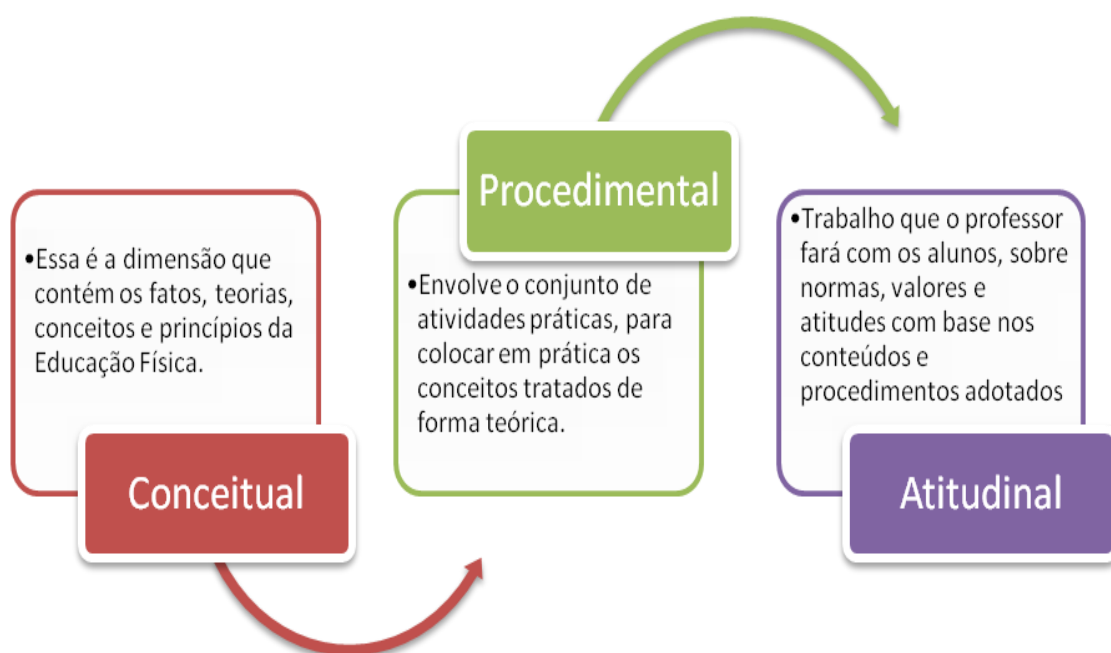 •Essa é a dimensão que
contém os fatos, teorias,
conceitos e princípios da
Educação Física.
Conceitual
Procedimental
•Envolve o conjunto de
atividades práticas, para
colocar em prática os
conceitos tratados de
forma teórica.
•Trabalho que o professor
fará com os alunos, sobre
normas, valores e
atitudes com base nos
conteúdos e
procedimentos adotados
Atitudinal